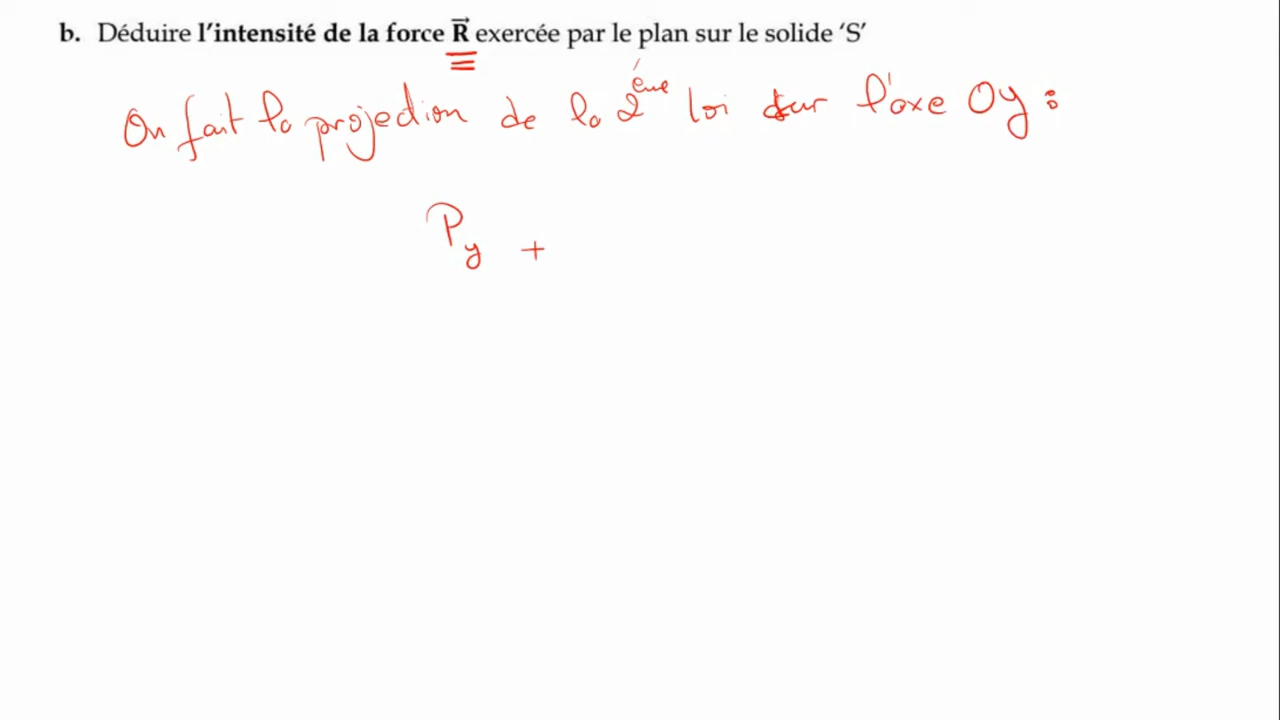 b. Déduire l'intensité de la force R⃗ exercée par le plan sur le solide 'S'
On fait la projection de la 2ème loi sur l'axe Oy :
Py +